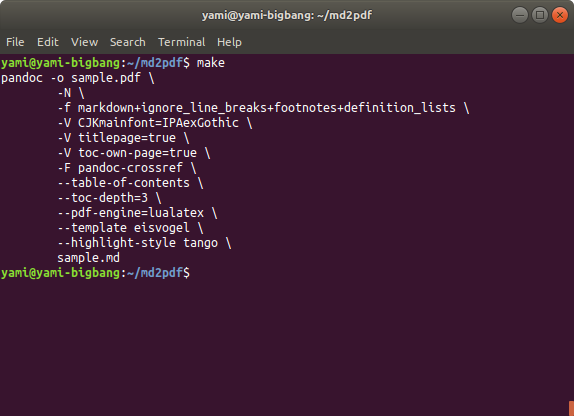 yami@yami-bigbang: ~/md2pdf
File Edit View Search Terminal Help
yami@yami-bigbang:~/md2pdf$ make
pandoc -o sample.pdf \
        -N \
        -f markdown+ignore_line_breaks+footnotes+definition_lists \
        -V CJKmainfont=IPAexGothic \
        -V titlepage=true \
        -V toc-own-page=true \
        -F pandoc-crossref \
        --table-of-contents \
        --toc-depth=3 \
        --pdf-engine=lualatex \
        --template eisvogel \
        --highlight-style tango \
        sample.md
yami@yami-bigbang:~/md2pdf$